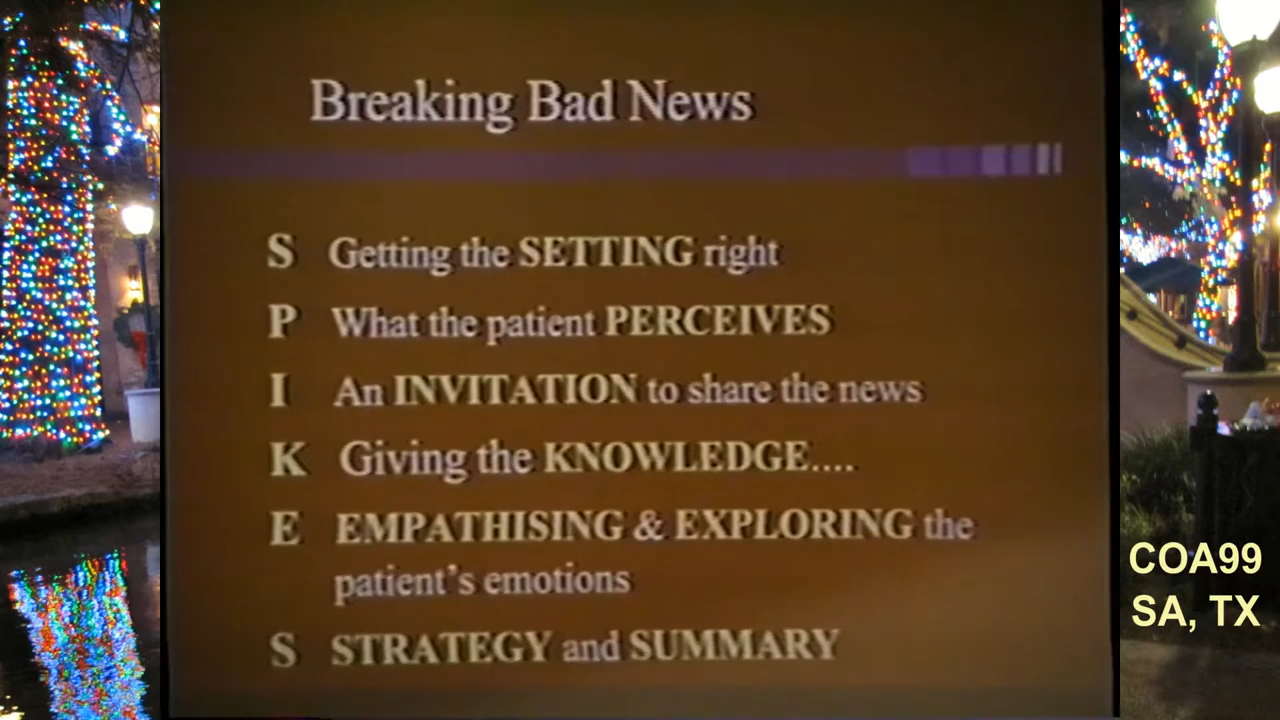 Breaking Bad News
S Getting the SETTING right
P What the patient PERCEIVES
I An INVITATION to share the news
K Giving the KNOWLEDGE....
E EMPATHISING & EXPLORING the
patient's emotions
S STRATEGY and SUMMARY
COA99
SA, TX